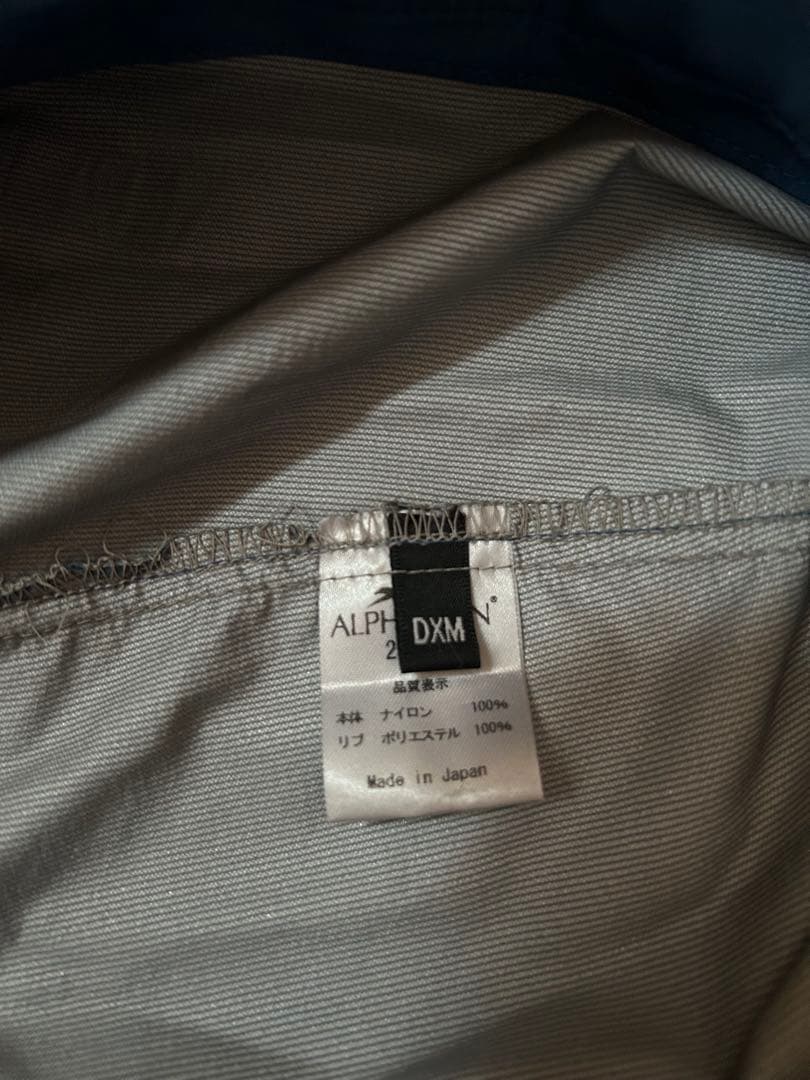 DXM
品質表示
本体 ナイロン 100%
リブ ポリエステル 100%
Made in Japan